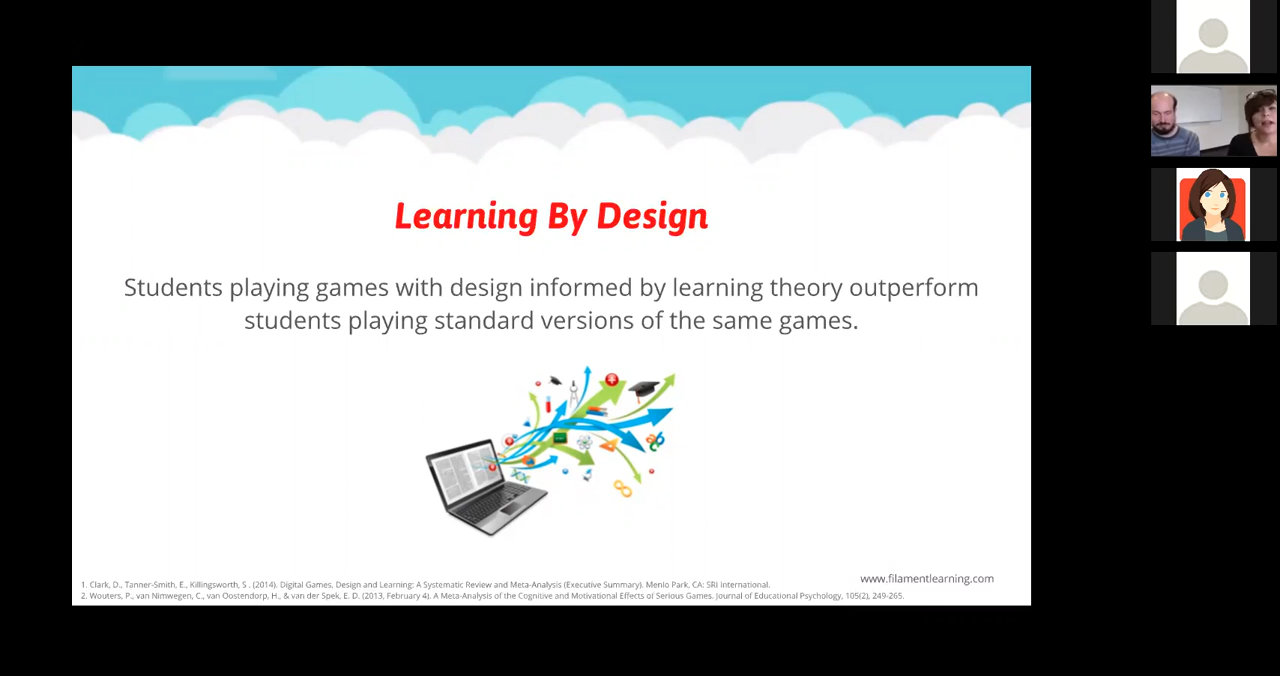 Learning By Design
Students playing games with design informed by learning theory outperform
students playing standard versions of the same games.
www.filamentlearning.com
1. Clark, D., Tanner-Smith, E., Killingsworth, S . (2014). Digital Games, Design and Learning: A Systematic Review and Meta-Analysis (Executive Summary). Menlo Park, CA: SRI International.
2. Wouters, P., van Nimwegen, C., van Oostendorp, H., & van der Spek, E. D. (2013, February 4). A Meta-Analysis of the Cognitive and Motivational Effects of Serious Games. Journal of Educational Psychology, 105(2), 249-265.